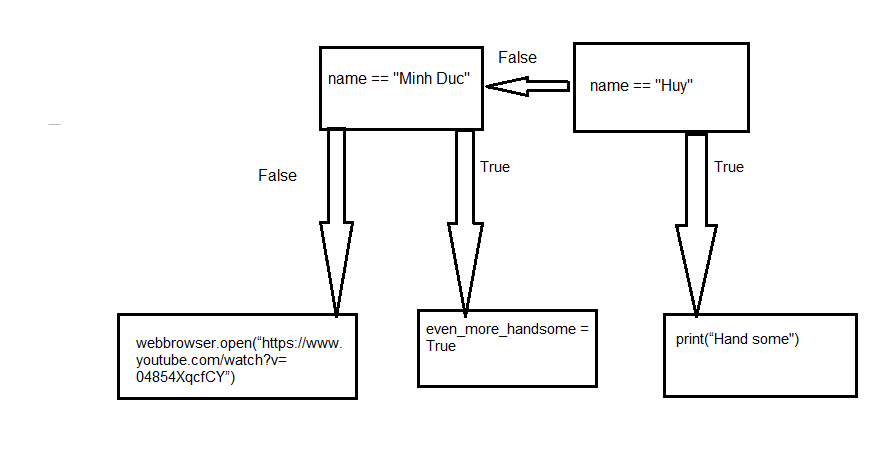 False
name == "Minh Duc"
name == "Huy"
False
True
True
webbrowser.open(“https://www.
youtube.com/watch?v=
04854XqcfCY”)
even_more_handsome =
True
print(“Hand some")